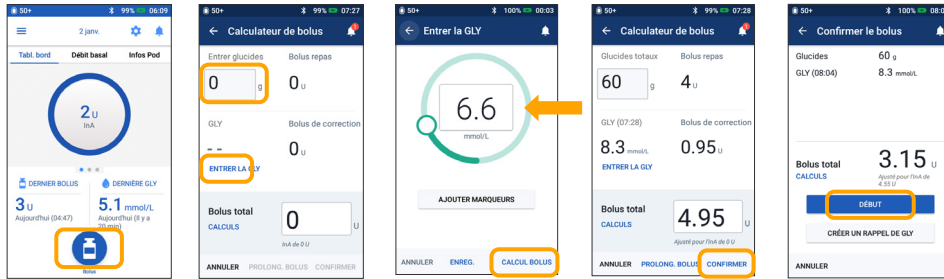 50+ 99% 06:09
2 janv.
Tabl. bord Débit basal Infos Pod
2 U
InA
DERNIER BOLUS DERNIÈRE GLY
3 U 5.1 mmol/L
Aujourd'hui (04:47) Aujourd'hui (Il y a
20 min)
Bolus
50+ 99% 07:27
Calculateur de bolus
Entrer glucides Bolus repas
0 g 0 U
GLY Bolus de correction
- - 0 U
ENTRER LA GLY
Bolus total
CALCULS 0 U
InA de 0 U
ANNULER PROLONG. BOLUS CONFIRMER
50+ 100% 00:03
Entrer la GLY
6.6
mmol/L
AJOUTER MARQUEURS
ANNULER ENREG. CALCUL BOLUS
50+ 99% 07:28
Calculateur de bolus
Glucides totaux Bolus repas
60 g 4 U
GLY (07:28) Bolus de correction
8.3 mmol/L 0.95 U
ENTRER LA GLY
Bolus total
CALCULS 4.95 U
Ajusté pour l'InA de 0 U
ANNULER PROLONG. BOLUS CONFIRMER
50+ 100%
Confirmer le bolus
Glucides 60 g
GLY (08:04) 8.3 mmol/L
Bolus total 3.15 U
CALCULS Ajusté pour l'InA de
4.55 U
DÉBUT
CRÉER UN RAPPEL DE GLY
ANNULER